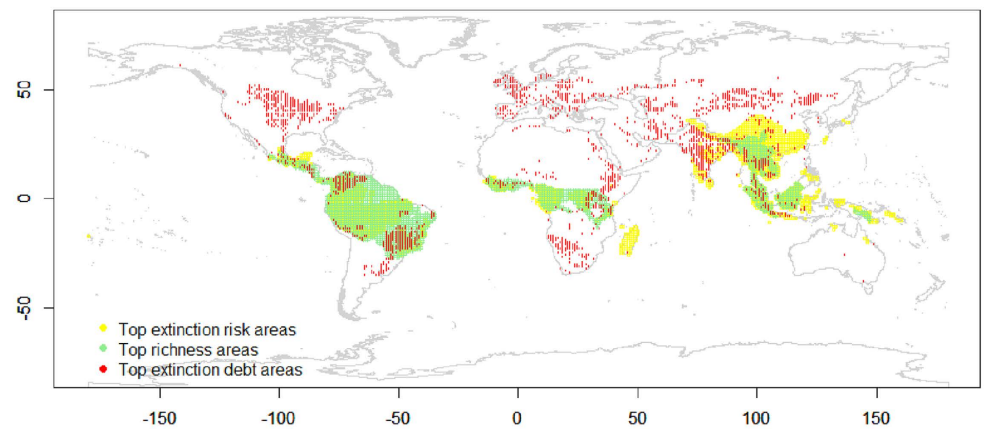 50
0
-50
Top extinction risk areas
Top richness areas
Top extinction debt areas
-150 -100 -50 0 50 100 150